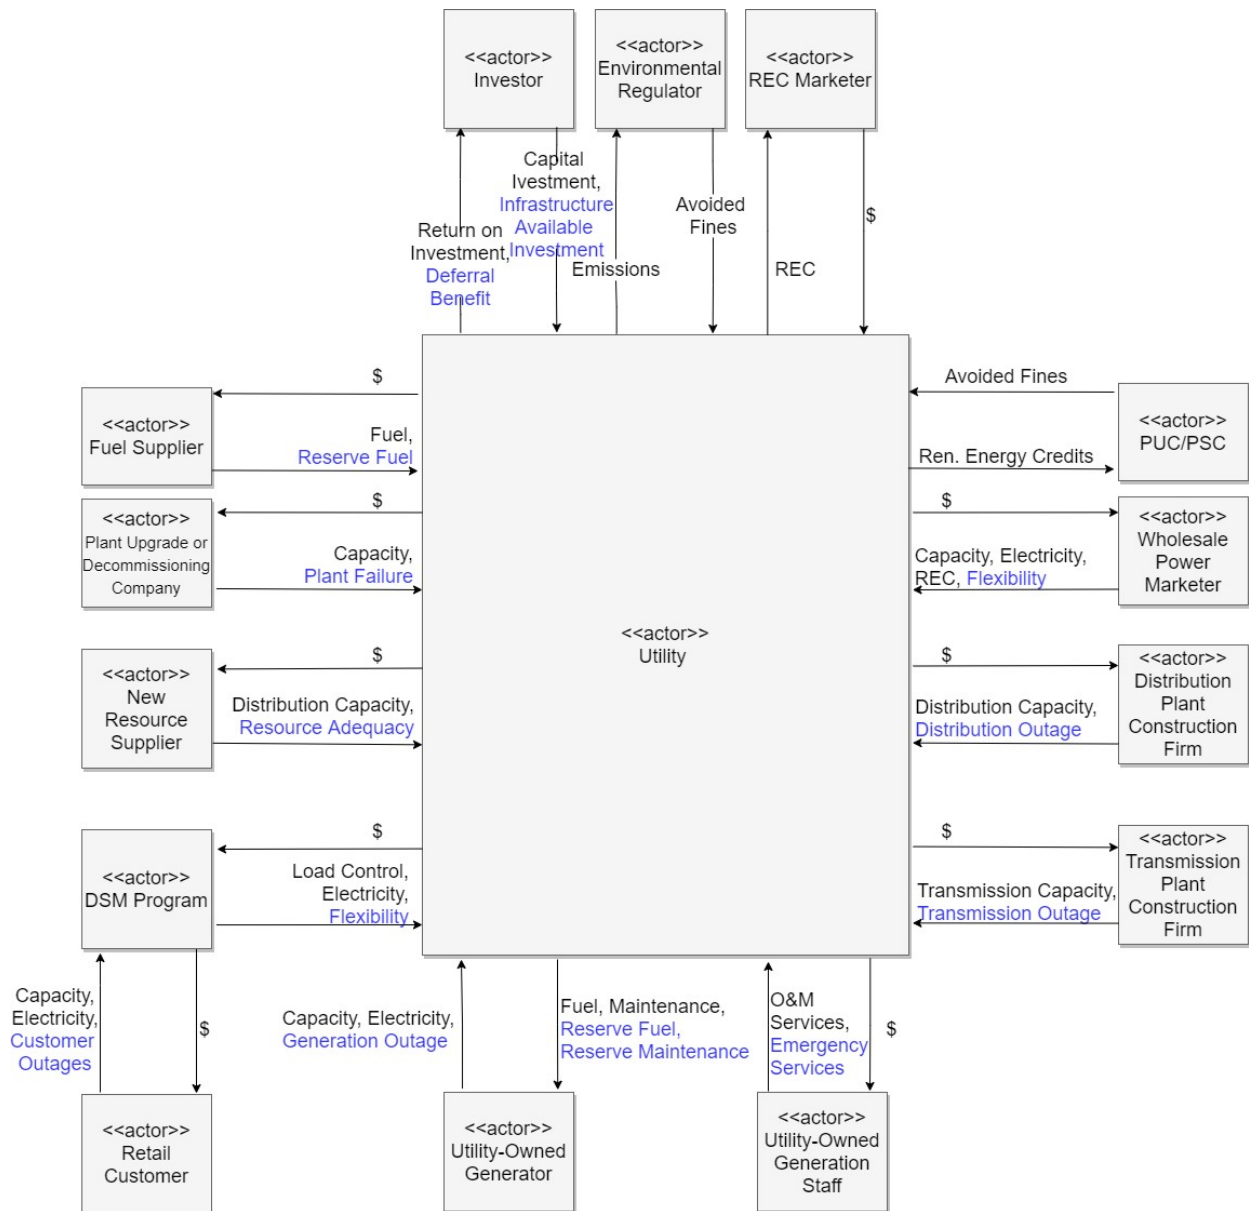 <<actor>>
Investor
<<actor>>
Environmental
Regulator
<<actor>>
REC Marketer
Capital
Ivestment,
Infrastructure
Available
Investment
Return on
Investment,
Deferral
Benefit
Emissions
Avoided
Fines
REC
$
<<actor>>
Fuel Supplier
$
Fuel,
Reserve Fuel
<<actor>>
Plant Upgrade or
Decommissioning
Company
$
Capacity,
Plant Failure
<<actor>>
New
Resource
Supplier
$
Distribution Capacity,
Resource Adequacy
<<actor>>
DSM Program
$
Load Control,
Electricity,
Flexibility
<<actor>>
Utility
Avoided Fines
Ren. Energy Credits
<<actor>>
PUC/PSC
$
Capacity, Electricity,
REC, Flexibility
<<actor>>
Wholesale
Power
Marketer
$
Distribution Capacity,
Distribution Outage
<<actor>>
Distribution
Plant
Construction
Firm
$
Transmission Capacity,
Transmission Outage
<<actor>>
Transmission
Plant
Construction
Firm
Capacity,
Electricity,
Customer
Outages
$
Capacity, Electricity,
Generation Outage
Fuel, Maintenance,
Reserve Fuel,
Reserve Maintenance
O&M
Services,
Emergency
Services
$
<<actor>>
Retail
Customer
<<actor>>
Utility-Owned
Generator
<<actor>>
Utility-Owned
Generation
Staff